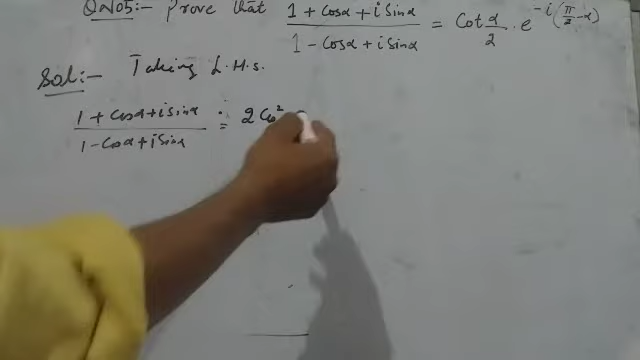 QNo5:- Prove that (1 + Cosα + i Sinα) / (1 - Cosα + i Sinα) = Cot α/2 . e^{-i(π/2 - α)}
Sol:- Taking L.H.S.
(1 + Cosα + i Sinα) / (1 - Cosα + i Sinα) = 2 Cos²